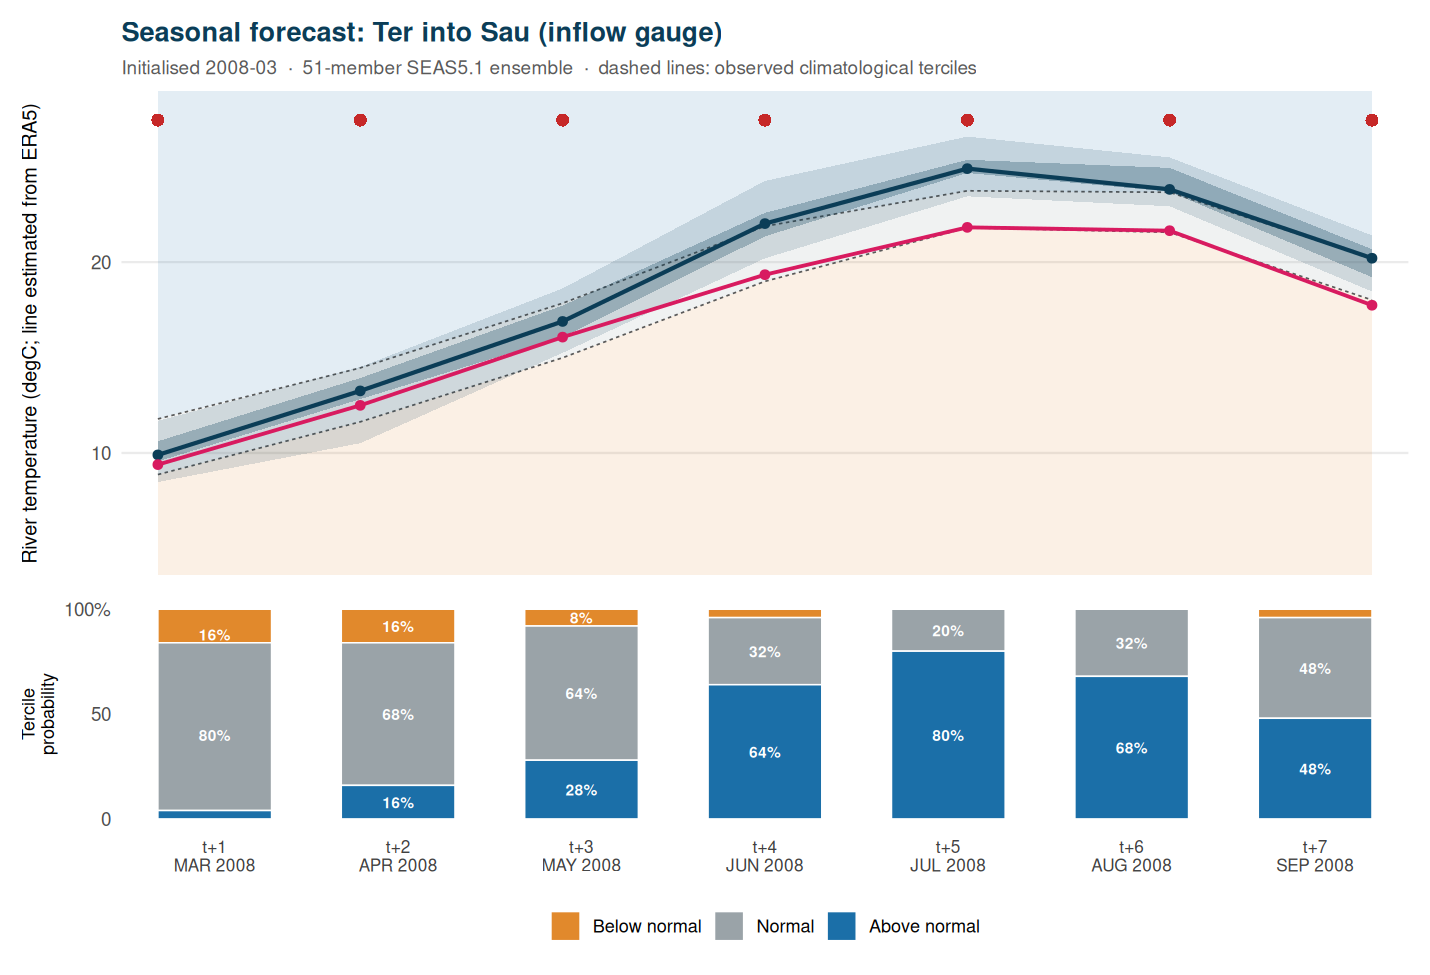 Seasonal forecast: Ter into Sau (inflow gauge)
Initialised 2008-03 · 51-member SEAS5.1 ensemble · dashed lines: observed climatological terciles
River temperature (degC; line estimated from ERA5)
20
10
Tercile
probability
100%
50
0
16%
80%
16%
68%
16%
8%
64%
28%
32%
64%
20%
80%
32%
68%
48%
48%
t+1
MAR 2008
t+2
APR 2008
t+3
MAY 2008
t+4
JUN 2008
t+5
JUL 2008
t+6
AUG 2008
t+7
SEP 2008
Below normal
Normal
Above normal